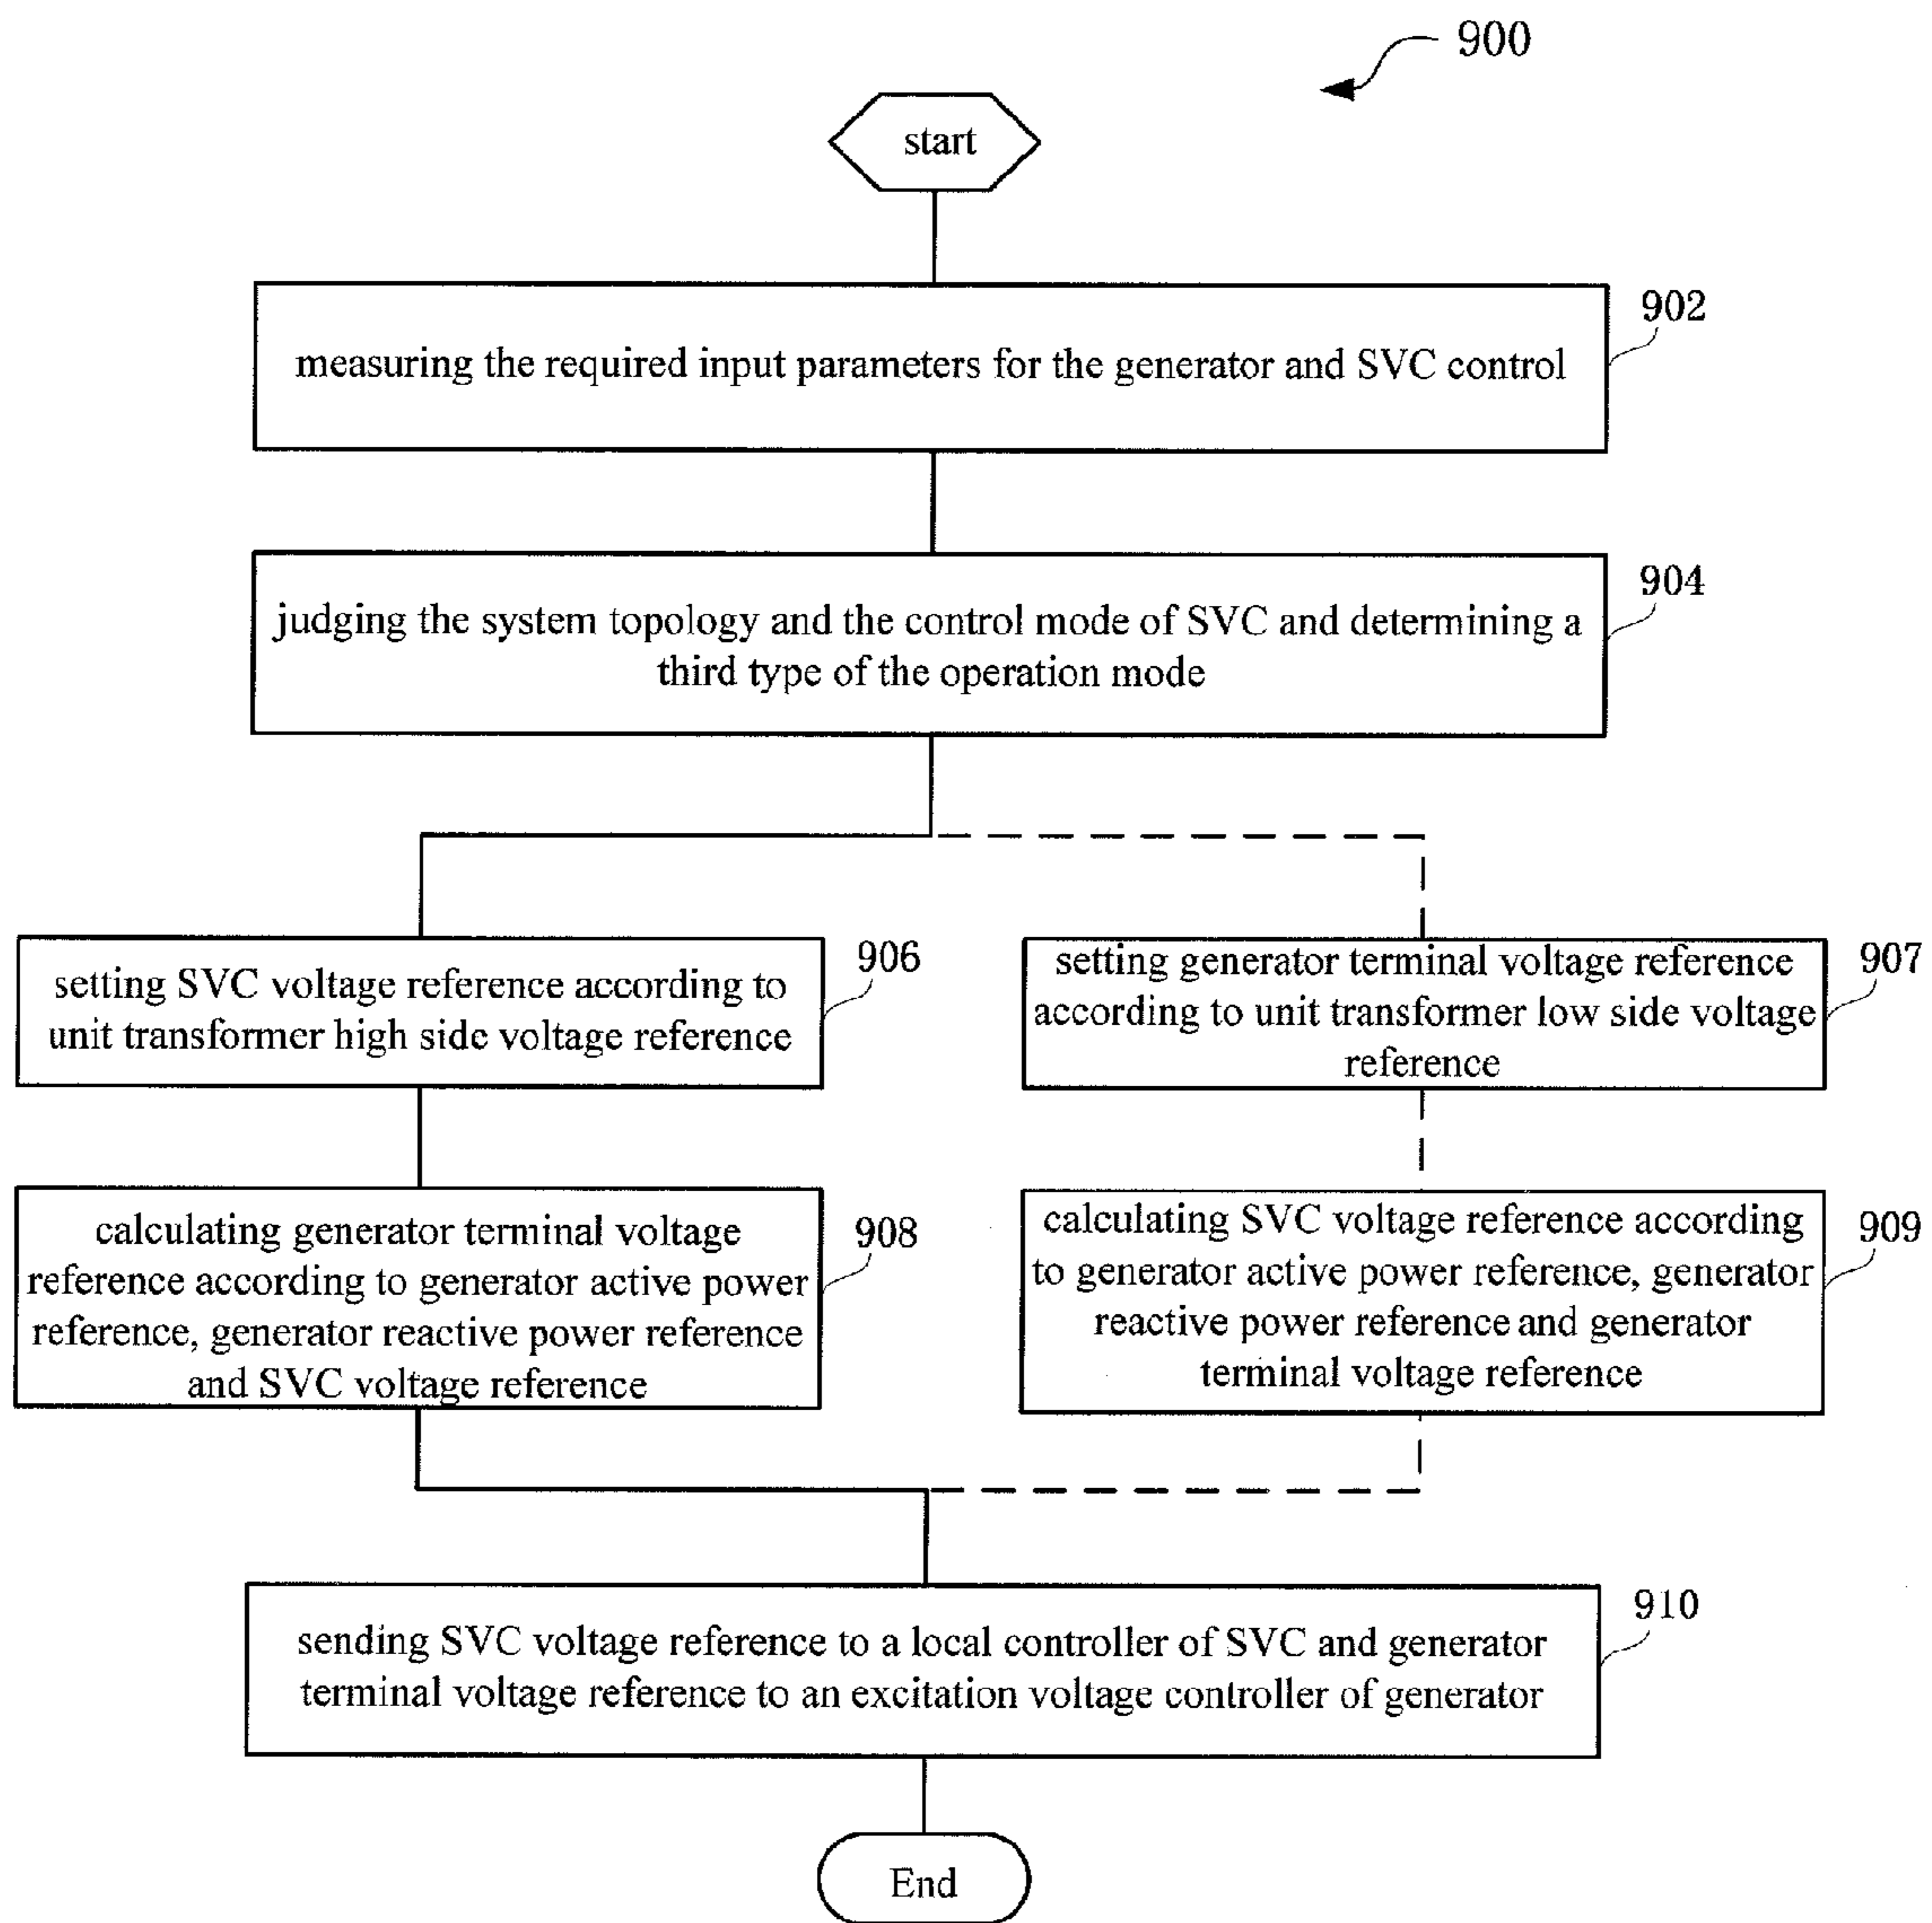 900
start
902
measuring the required input parameters for the generator and SVC control
904
judging the system topology and the control mode of SVC and determining a
third type of the operation mode
906
setting SVC voltage reference according to
unit transformer high side voltage reference
907
setting generator terminal voltage reference
according to unit transformer low side voltage
reference
908
calculating generator terminal voltage
reference according to generator active power
reference, generator reactive power reference
and SVC voltage reference
909
calculating SVC voltage reference according
to generator active power reference, generator
reactive power reference and generator
terminal voltage reference
910
sending SVC voltage reference to a local controller of SVC and generator
terminal voltage reference to an excitation voltage controller of generator
End